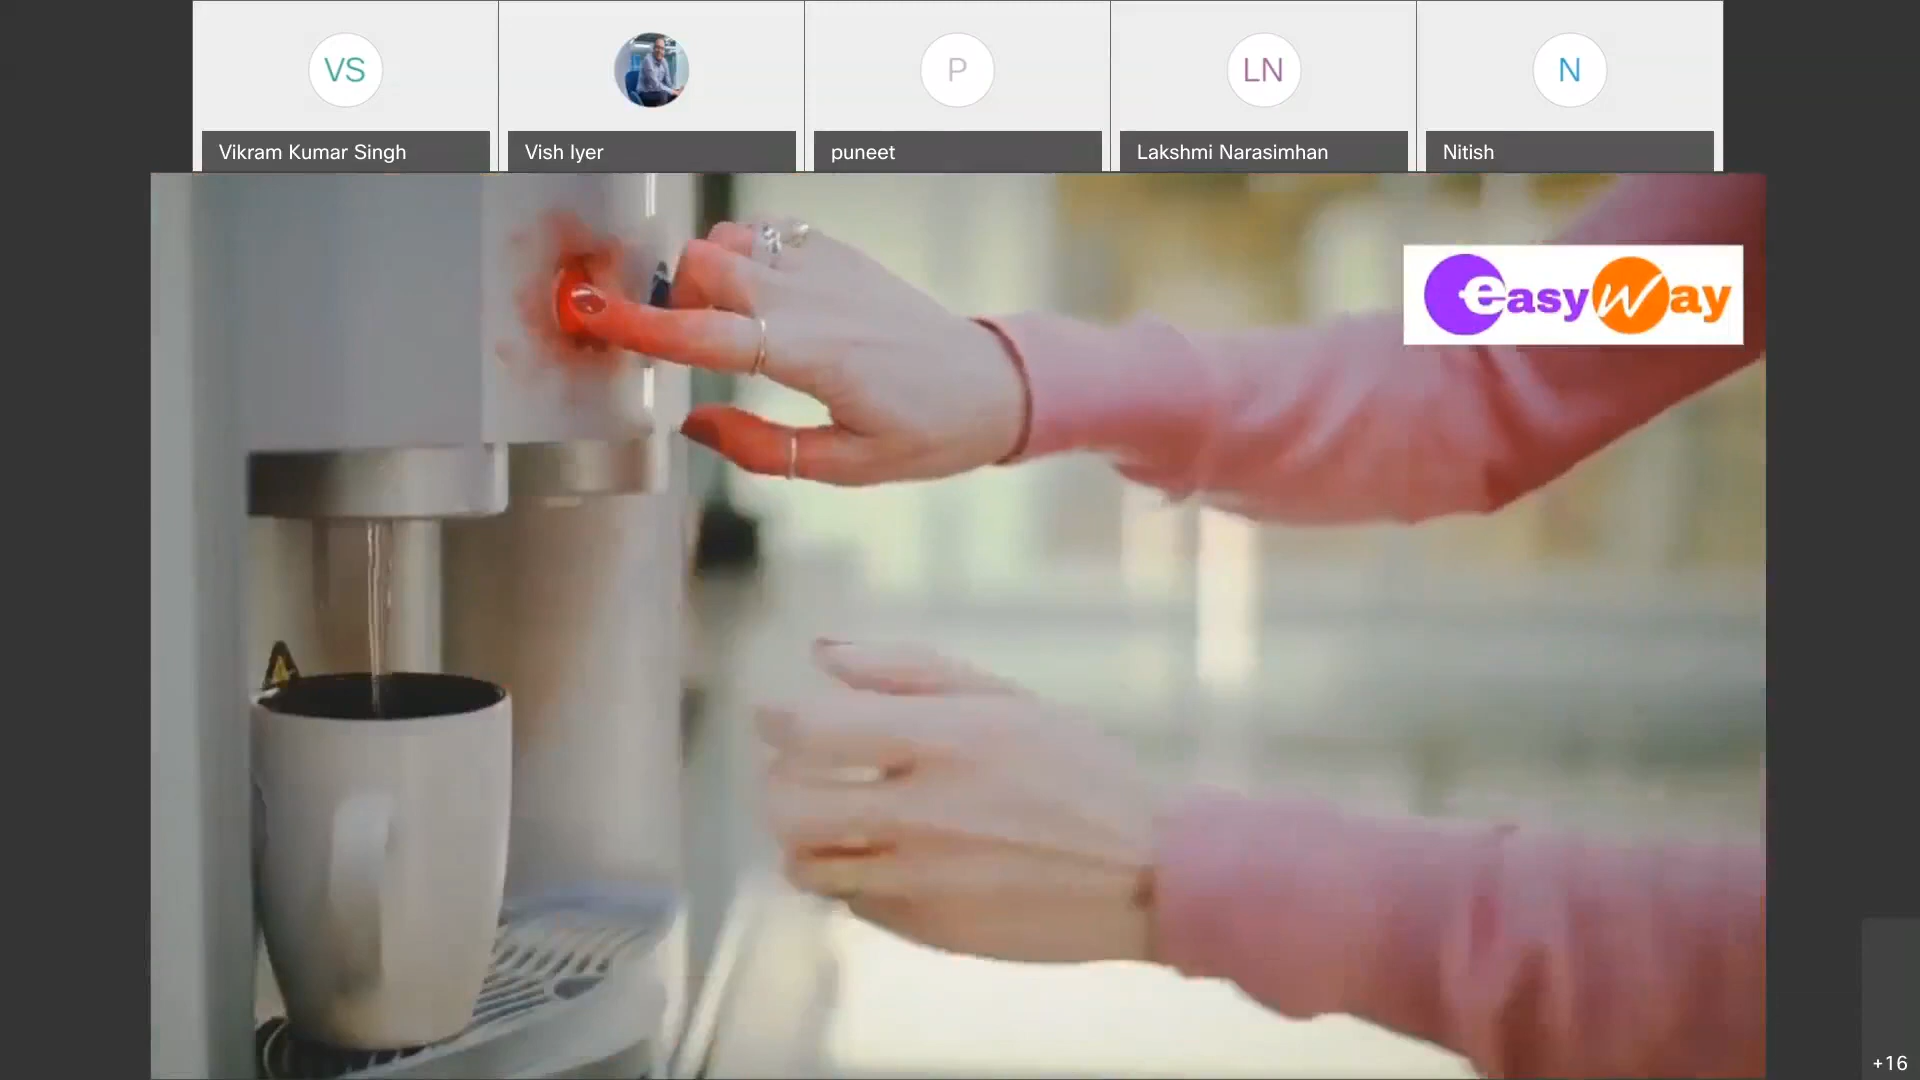 VS
P
LN
N
Vikram Kumar Singh
Vish Iyer
puneet
Lakshmi Narasimhan
Nitish
easyWay
+16